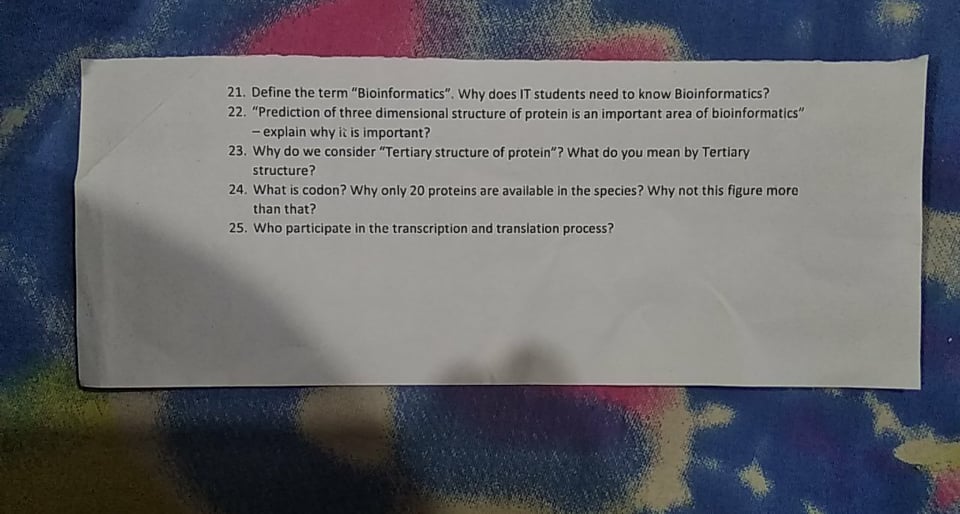 21. Define the term "Bioinformatics". Why does IT students need to know Bioinformatics?
22. "Prediction of three dimensional structure of protein is an important area of bioinformatics"
– explain why it is important?
23. Why do we consider "Tertiary structure of protein"? What do you mean by Tertiary
structure?
24. What is codon? Why only 20 proteins are available in the species? Why not this figure more
than that?
25. Who participate in the transcription and translation process?